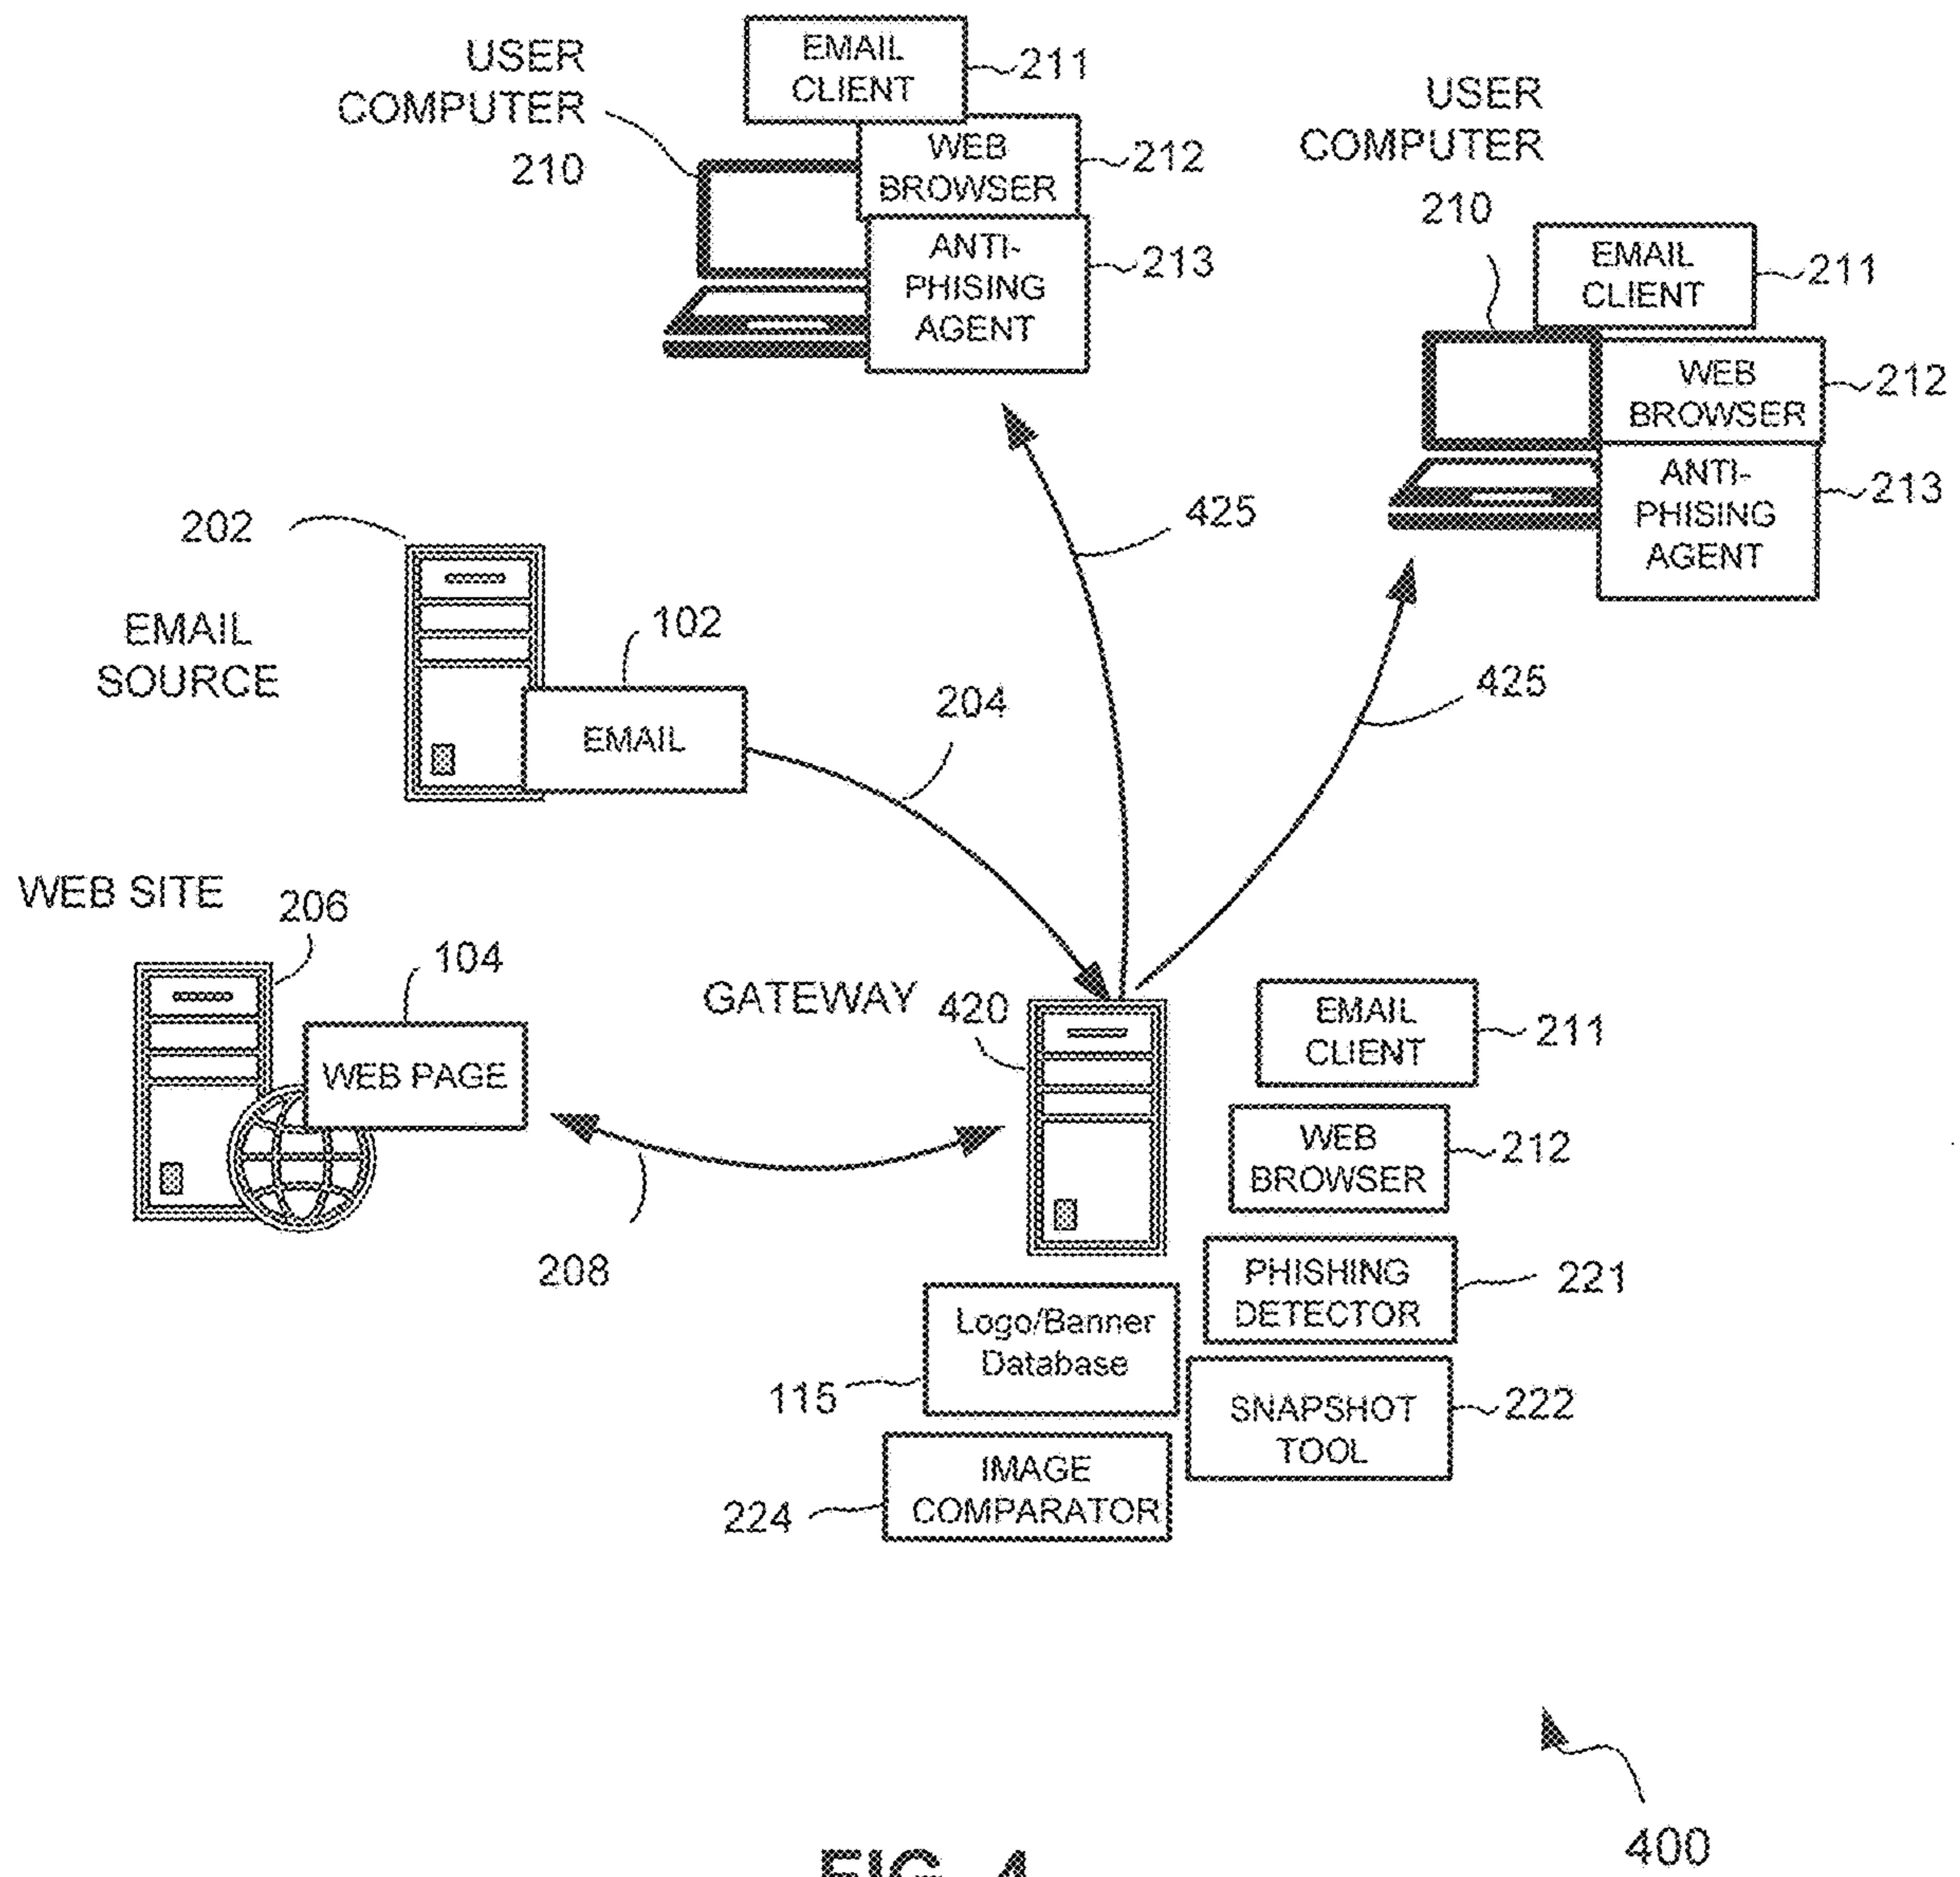 USER
COMPUTER
210
EMAIL
CLIENT
211
WEB
BROWSER
212
ANTI-
PHISING
AGENT
213
USER
COMPUTER
210
EMAIL
CLIENT
211
WEB
BROWSER
212
ANTI-
PHISING
AGENT
213
202
EMAIL
SOURCE
102
EMAIL
204
425
425
WEB SITE
206
104
WEB PAGE
208
GATEWAY
420
EMAIL
CLIENT
211
WEB
BROWSER
212
PHISHING
DETECTOR
221
Logo/Banner
Database
115
SNAPSHOT
TOOL
222
IMAGE
COMPARATOR
224
400
FIG. 4